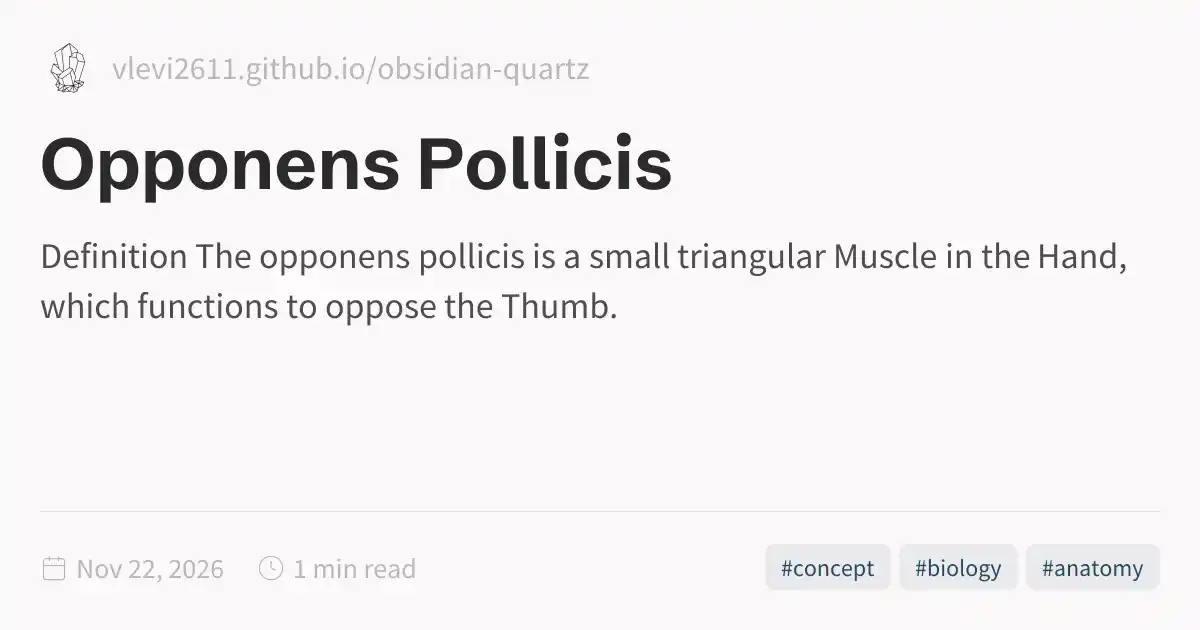 vlevi2611.github.io/obsidian-quartz
Opponens Pollicis
Definition The opponens pollicis is a small triangular Muscle in the Hand,
which functions to oppose the Thumb.
Nov 22, 2026 1 min read #concept #biology #anatomy